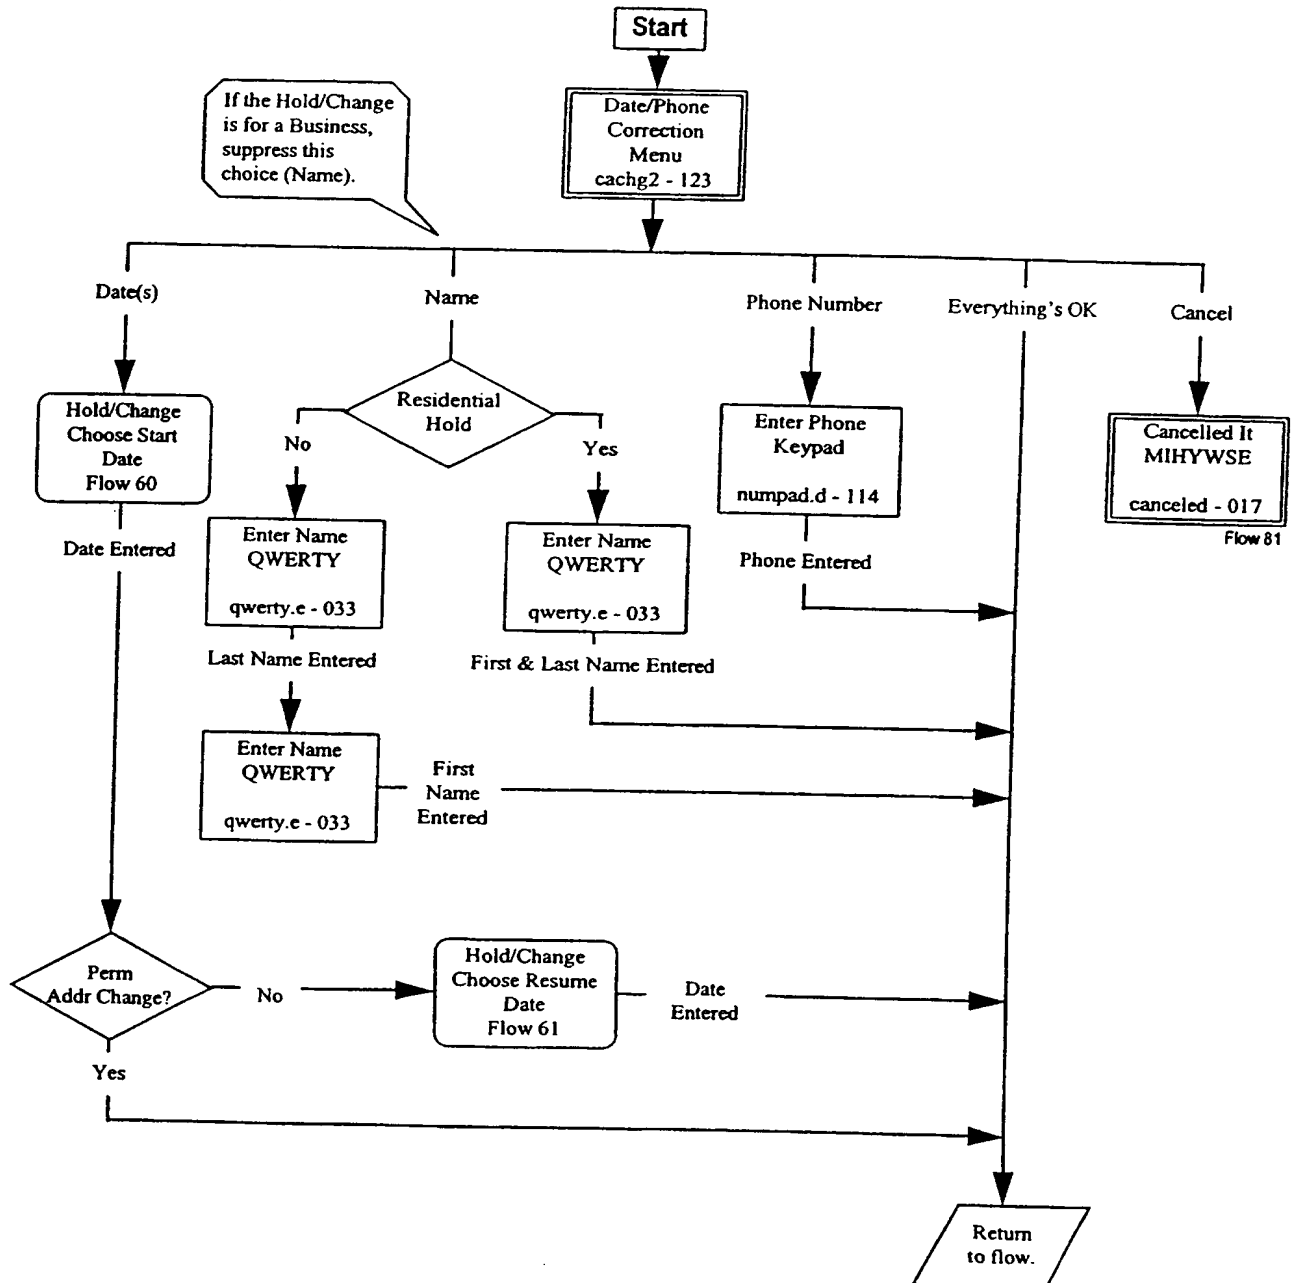 Start
Date/Phone
Correction
Menu
cachg2 - 123
If the Hold/Change
is for a Business,
suppress this
choice (Name).
Date(s)
Name
Phone Number
Everything's OK
Cancel
Hold/Change
Choose Start
Date
Flow 60
Residential
Hold
No
Yes
Enter Phone
Keypad
numpad.d - 114
Cancelled It
MIHYWSE
canceled - 017
Flow 81
Date Entered
Enter Name
QWERTY
qwerty.e - 033
Enter Name
QWERTY
qwerty.e - 033
Phone Entered
Last Name Entered
First & Last Name Entered
Enter Name
QWERTY
qwerty.e - 033
First
Name
Entered
Perm
Addr Change?
No
Hold/Change
Choose Resume
Date
Flow 61
Date
Entered
Yes
Return
to flow.